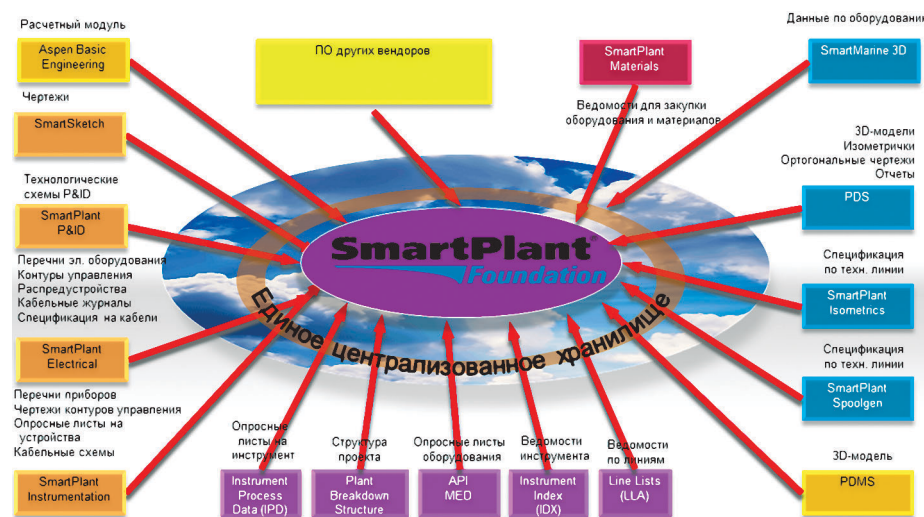 Расчетный модуль
Aspen Basic
Engineering
Чертежи
SmartSketch
Технологические
схемы P&ID
SmartPlant
P&ID
Перечни эл. оборудования
Контуры управления
Распредустройства
Кабельные журналы
Спецификация на кабели
SmartPlant
Electrical
Перечни приборов
Чертежи контуров управления
Опросные листы на
устройства
Кабельные схемы
SmartPlant
Instrumentation
ПО других вендоров
SmartPlant
Materials
Ведомости для закупки
оборудования и материалов
SmartPlant
Foundation
Единое централизованное хранилище
Опросные
листы на
инструмент
Instrument
Process
Data (IPD)
Структура
проекта
Plant
Breakdown
Structure
Опросные листы
оборудования
API
MED
Ведомости
инструмента
Instrument
Index
(IDX)
Ведомости
по линиям
Line Lists
(LLA)
Данные по оборудовани
SmartMarine 3D
3D-модели
Изометрички
Ортогональные чертежи
Отчеты
PDS
Спецификация
по техн. линии
SmartPlant
Isometrics
Спецификация
по техн. линии
SmartPlant
Spoolgen
3D-модель
PDMS